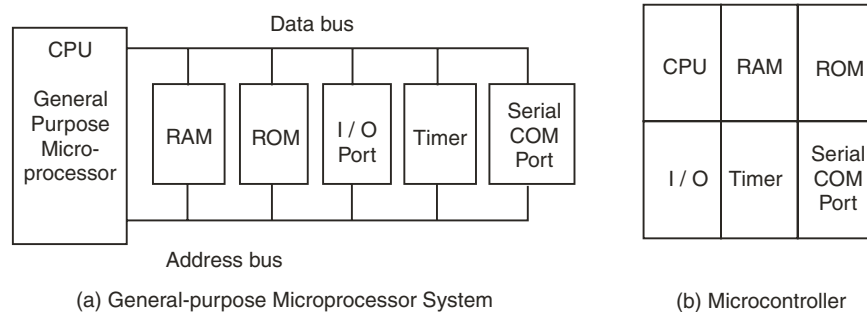 Data bus
CPU
General
Purpose
Micro-
processor
RAM
ROM
I / O
Port
Timer
Serial
COM
Port
Address bus
(a) General-purpose Microprocessor System
CPU
RAM
ROM
I / O
Timer
Serial
COM
Port
(b) Microcontroller